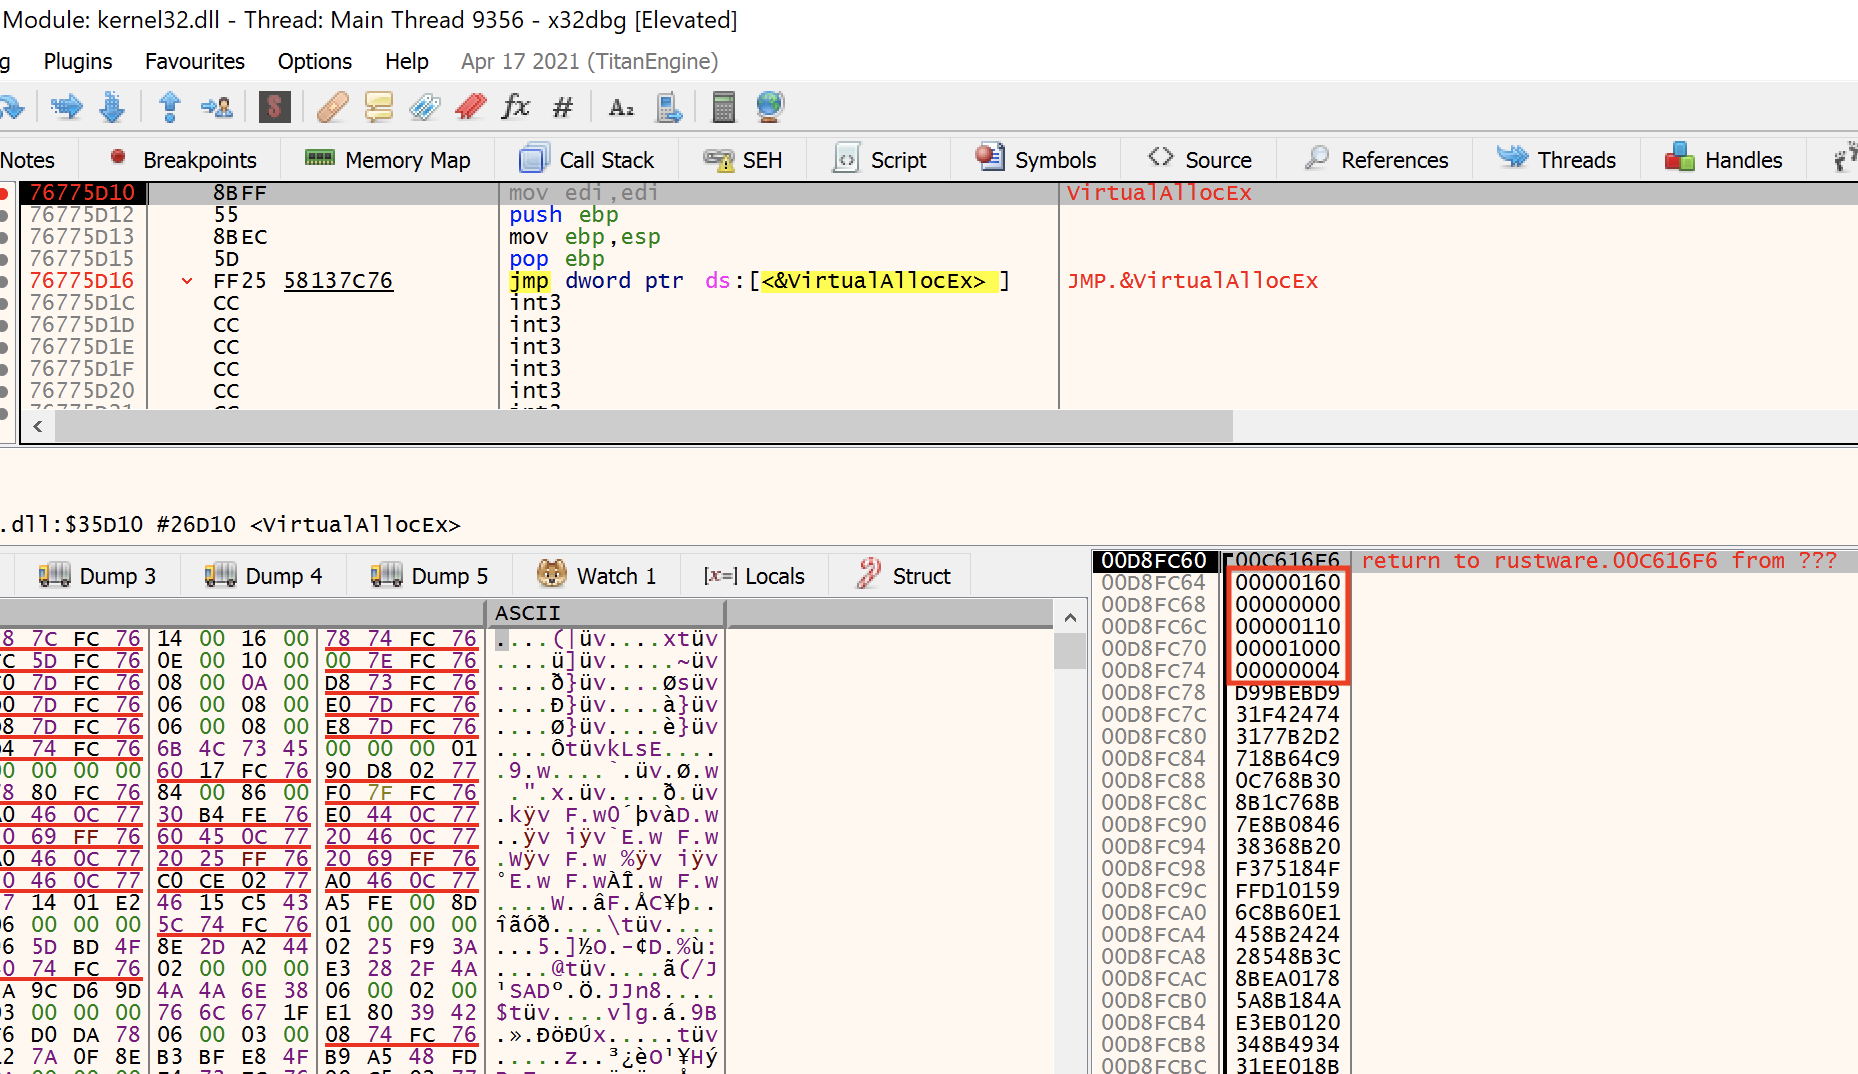 Module: kernel32.dll - Thread: Main Thread 9356 - x32dbg [Elevated]
g Plugins Favourites Options Help Apr 17 2021 (TitanEngine)
Notes Breakpoints Memory Map Call Stack SEH Script Symbols Source References Threads Handles
76775D10 8BFF mov edi,edi VirtualAllocEx
76775D12 55 push ebp
76775D13 8BEC mov ebp,esp
76775D15 5D pop ebp
76775D16 FF25 58137C76 jmp dword ptr ds:[<&VirtualAllocEx>] JMP.&VirtualAllocEx
76775D1C CC int3
76775D1D CC int3
76775D1E CC int3
76775D1F CC int3
76775D20 CC int3
.dll:$35D10 #26D10 <VirtualAllocEx>
Dump 3 Dump 4 Dump 5 Watch 1 [x=] Locals Struct
ASCII
8 7C FC 76 14 00 16 00 78 74 FC 76 ....(|üv....xtüv
C 5D FC 76 0E 00 10 00 00 7E FC 76 ....ü]üv.....~üv
0 7D FC 76 08 00 0A 00 D8 73 FC 76 ....ð}üv....Øsüv
0 7D FC 76 06 00 08 00 E0 7D FC 76 ....Ð}üv....à}üv
8 7D FC 76 06 00 08 00 E8 7D FC 76 ....Ø}üv....è}üv
4 74 FC 76 6B 4C 73 45 00 00 00 01 ....ÔtüvkLsE....
0 00 00 00 60 17 FC 76 90 D8 02 77 .9.w....`.üv.Ø.w
8 80 FC 76 84 00 86 00 F0 7F FC 76 .".x.üv....ð.üv
0 46 0C 77 30 B4 FE 76 E0 44 0C 77 .kÿv F.w0´þvàD.w
0 69 FF 76 60 45 0C 77 20 46 0C 77 ..ÿv iÿv`E.w F.w
0 46 0C 77 20 25 FF 76 20 69 FF 76 .Wÿv F.w %ÿv iÿv
0 46 0C 77 C0 CE 02 77 A0 46 0C 77 °E.w F.wÀÎ.w F.w
7 14 01 E2 46 15 C5 43 A5 FE 00 8D ....W..âF.ÅC¥þ..
6 00 00 00 5C 74 FC 76 01 00 00 00 îãÓð....\tüv....
6 5D BD 4F 8E 2D A2 44 02 25 F9 3A ...5.]½O.-¢D.%ù:
0 74 FC 76 02 00 00 00 E3 28 2F 4A ....@tüv....ã(/J
A 9C D6 9D 4A 4A 6E 38 06 00 02 00 ¹SADº.Ö.JJn8....
3 00 00 00 76 6C 67 1F E1 80 39 42 $tüv....vlg.á.9B
6 D0 DA 78 06 00 03 00 08 74 FC 76 .».ÐöÐÚx.....tüv
2 7A 0F 8E B3 BF E8 4F B9 A5 48 FD .....z..³¿èO¹¥Hý
00D8FC60 00C616F6 return to rustware.00C616F6 from ???
00D8FC64 00000160
00D8FC68 00000000
00D8FC6C 00000110
00D8FC70 00001000
00D8FC74 00000004
00D8FC78 D99BEBD9
00D8FC7C 31F42474
00D8FC80 3177B2D2
00D8FC84 718B64C9
00D8FC88 0C768B30
00D8FC8C 8B1C768B
00D8FC90 7E8B0846
00D8FC94 38368B20
00D8FC98 F375184F
00D8FC9C FFD10159
00D8FCA0 6C8B60E1
00D8FCA4 458B2424
00D8FCA8 28548B3C
00D8FCAC 8BEA0178
00D8FCB0 5A8B184A
00D8FCB4 E3EB0120
00D8FCB8 348B4934
00D8FCBC 31EE018B